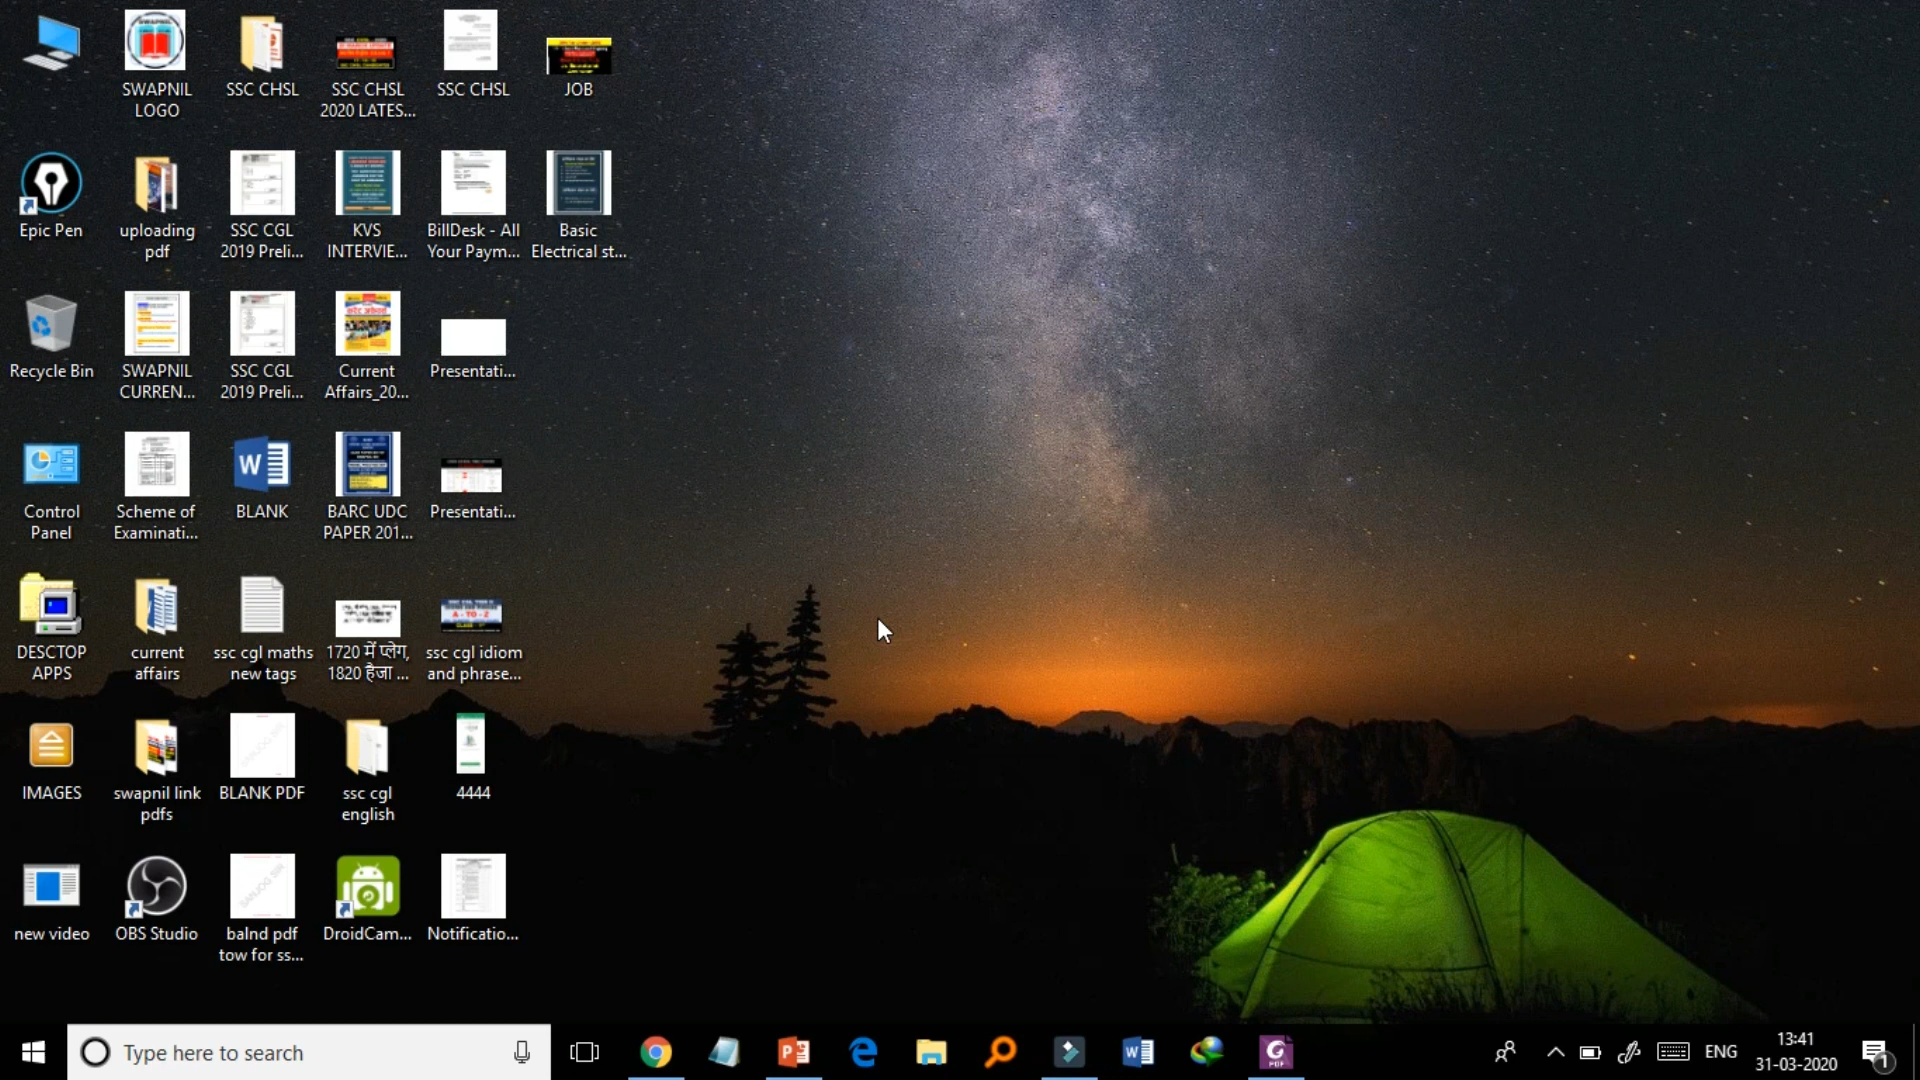 SWAPNIL
LOGO
SSC CHSL
SSC CHSL
2020 LATES...
SSC CHSL
JOB
Epic Pen
uploading
pdf
SSC CGL
2019 Preli...
KVS
INTERVIE...
BillDesk - All
Your Paym...
Basic
Electrical st...
Recycle Bin
SWAPNIL
CURREN...
SSC CGL
2019 Preli...
Current
Affairs_20...
Presentati...
Control
Panel
Scheme of
Examinati...
BLANK
BARC UDC
PAPER 201...
Presentati...
DESCTOP
APPS
current
affairs
ssc cgl maths
new tags
1720 में प्लेग,
1820 हैजा ...
A - TO - Z
ssc cgl idiom
and phrase...
IMAGES
swapnil link
pdfs
BLANK PDF
ssc cgl
english
4444
new video
OBS Studio
balnd pdf
tow for ss...
DroidCam...
Notificatio...
Type here to search
ENG
13:41
31-03-2020
1